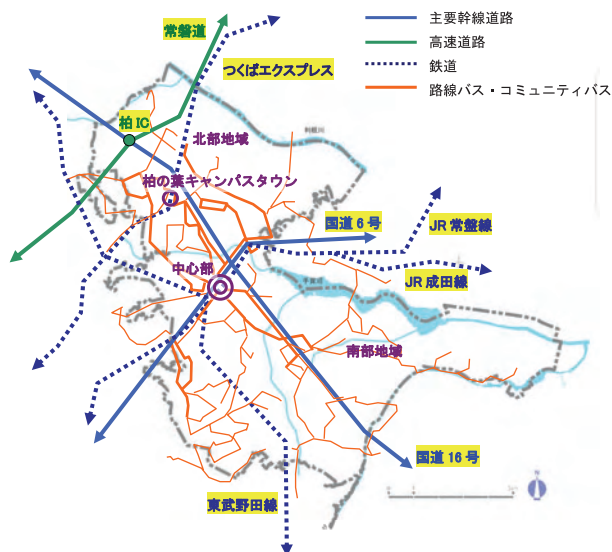 主要幹線道路
高速道路
鉄道
路線バス・コミュニティバス
常磐道
つくばエクスプレス
柏 IC
北部地域
利根川
柏の葉キャンパスタウン
国道 6 号
JR 常磐線
中心部
JR 成田線
南部地域
国道 16 号
東武野田線
N